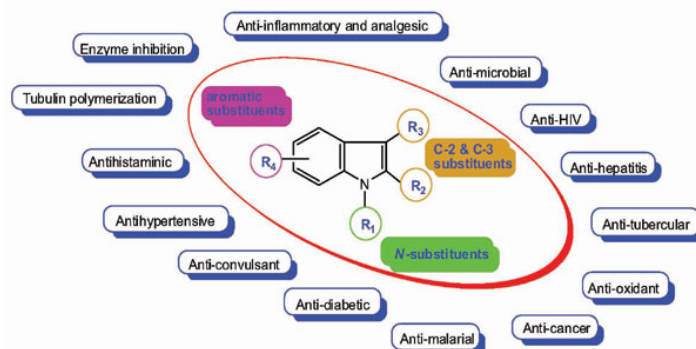 Anti-inflammatory and analgesic
Enzyme inhibition
Anti-microbial
Tubulin polymerization
aromatic
substituents
Anti-HIV
R3
C-2 & C-3
substituents
Antihistaminic
R4
Anti-hepatitis
N
R2
Antihypertensive
R1
Anti-tubercular
N-substituents
Anti-convulsant
Anti-oxidant
Anti-diabetic
Anti-cancer
Anti-malarial